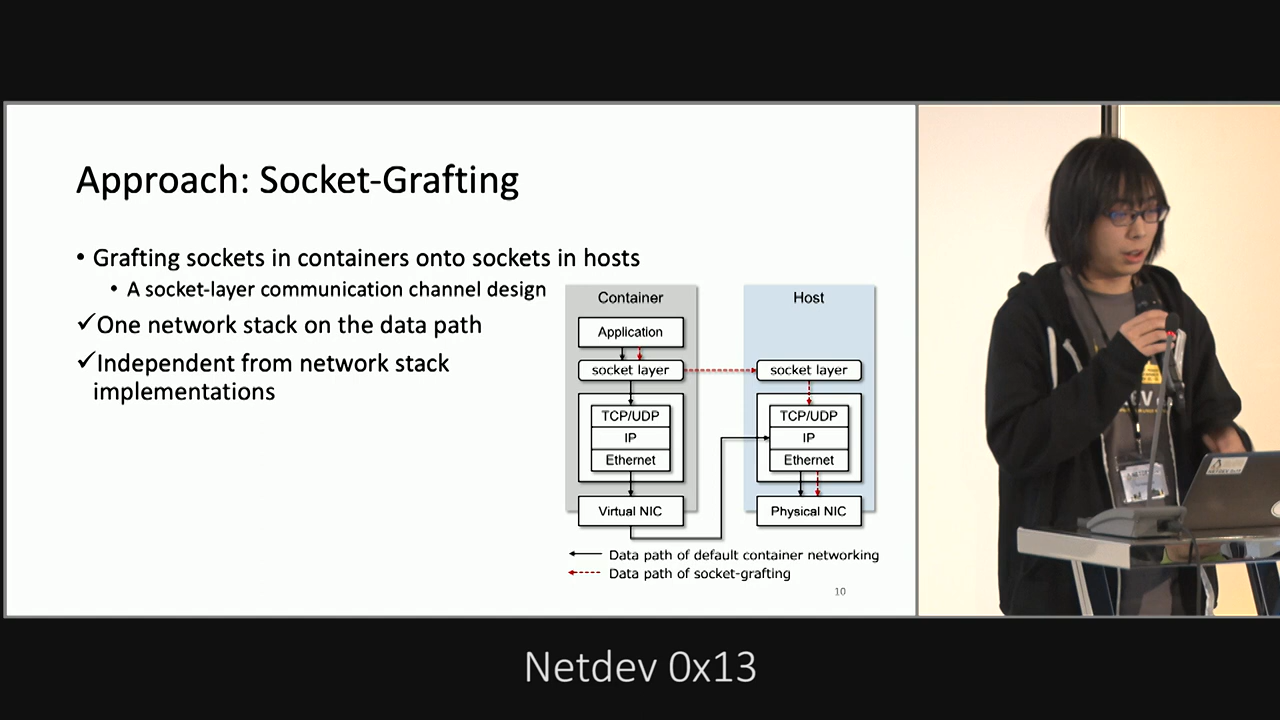 Approach: Socket-Grafting
• Grafting sockets in containers onto sockets in hosts
• A socket-layer communication channel design
✓One network stack on the data path
✓Independent from network stack
implementations
Container
Application
socket layer
TCP/UDP
IP
Ethernet
Virtual NIC
Host
socket layer
TCP/UDP
IP
Ethernet
Physical NIC
Data path of default container networking
Data path of socket-grafting
10
Netdev 0x13